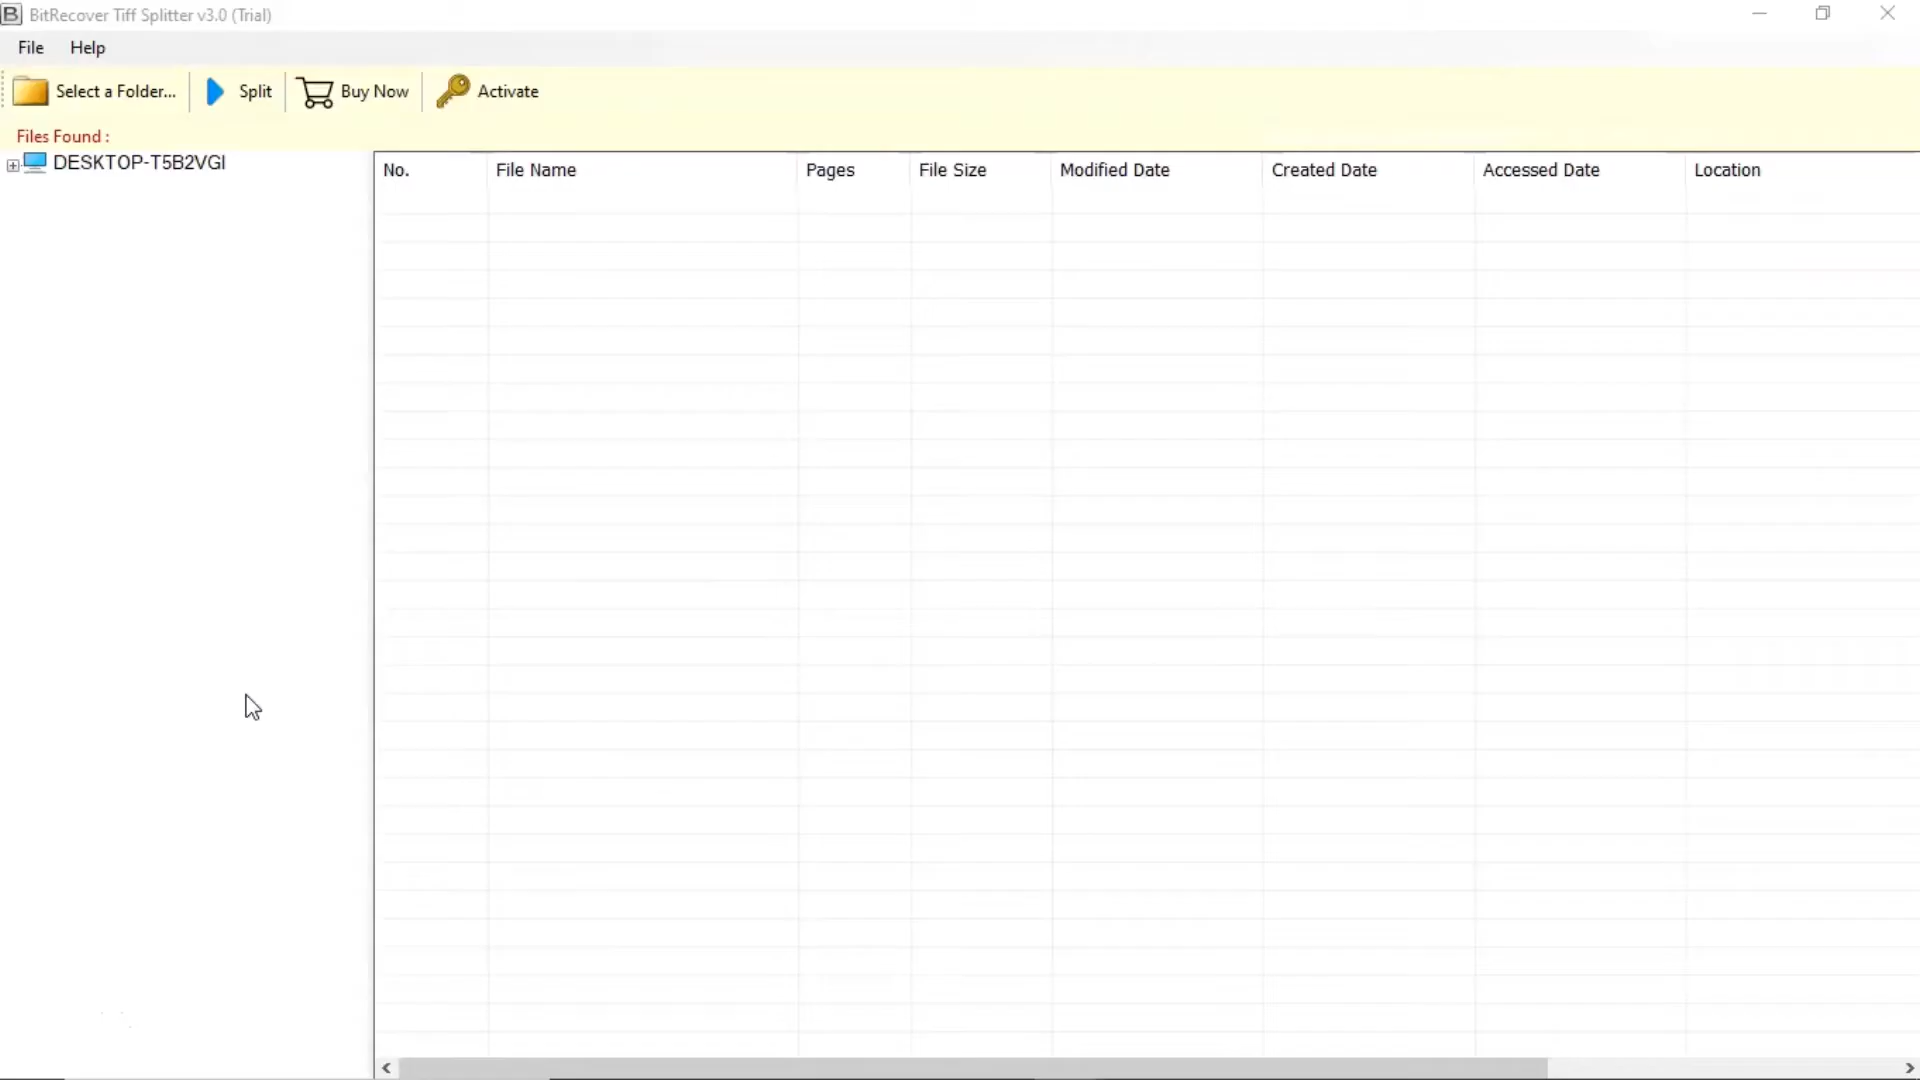 BitRecover Tiff Splitter v3.0 (Trial)
File Help
Select a Folder... Split Buy Now Activate
Files Found :
DESKTOP-T5B2VGI
No. File Name Pages File Size Modified Date Created Date Accessed Date Location